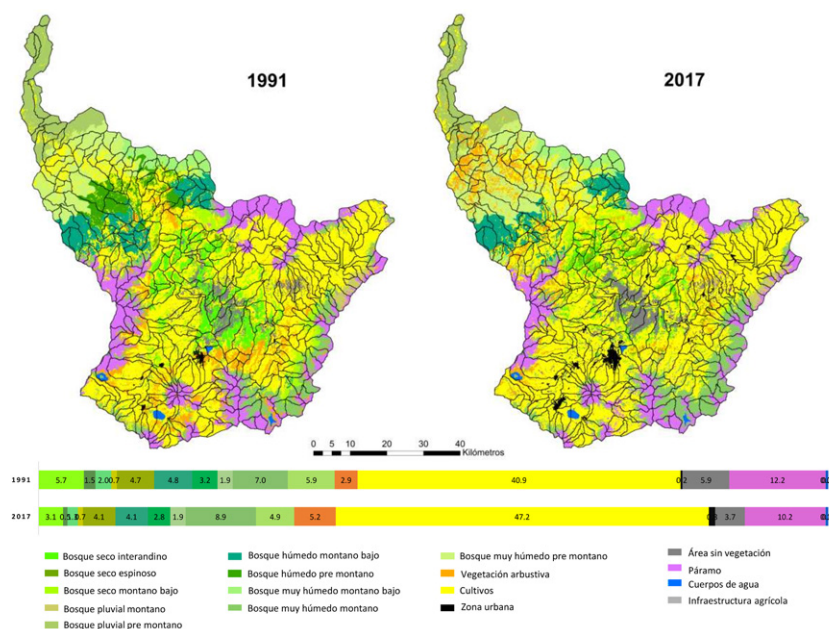 1991
2017
0 5 10 20 30 40
Kilómetros
1991 5.7 1.5 2.0 0.7 4.7 4.8 3.2 1.9 7.0 5.9 2.9 40.9 0.2 5.9 12.2
2017 3.1 0.5 1.3 0.7 4.1 4.1 2.8 1.9 8.9 4.9 5.2 47.2 3.7 10.2
Bosque seco interandino
Bosque seco espinoso
Bosque seco montano bajo
Bosque pluvial montano
Bosque pluvial pre montano
Bosque húmedo montano bajo
Bosque húmedo pre montano
Bosque muy húmedo montano bajo
Bosque muy húmedo montano
Bosque muy húmedo pre montano
Vegetación arbustiva
Cultivos
Zona urbana
Área sin vegetación
Páramo
Cuerpos de agua
Infraestructura agrícola